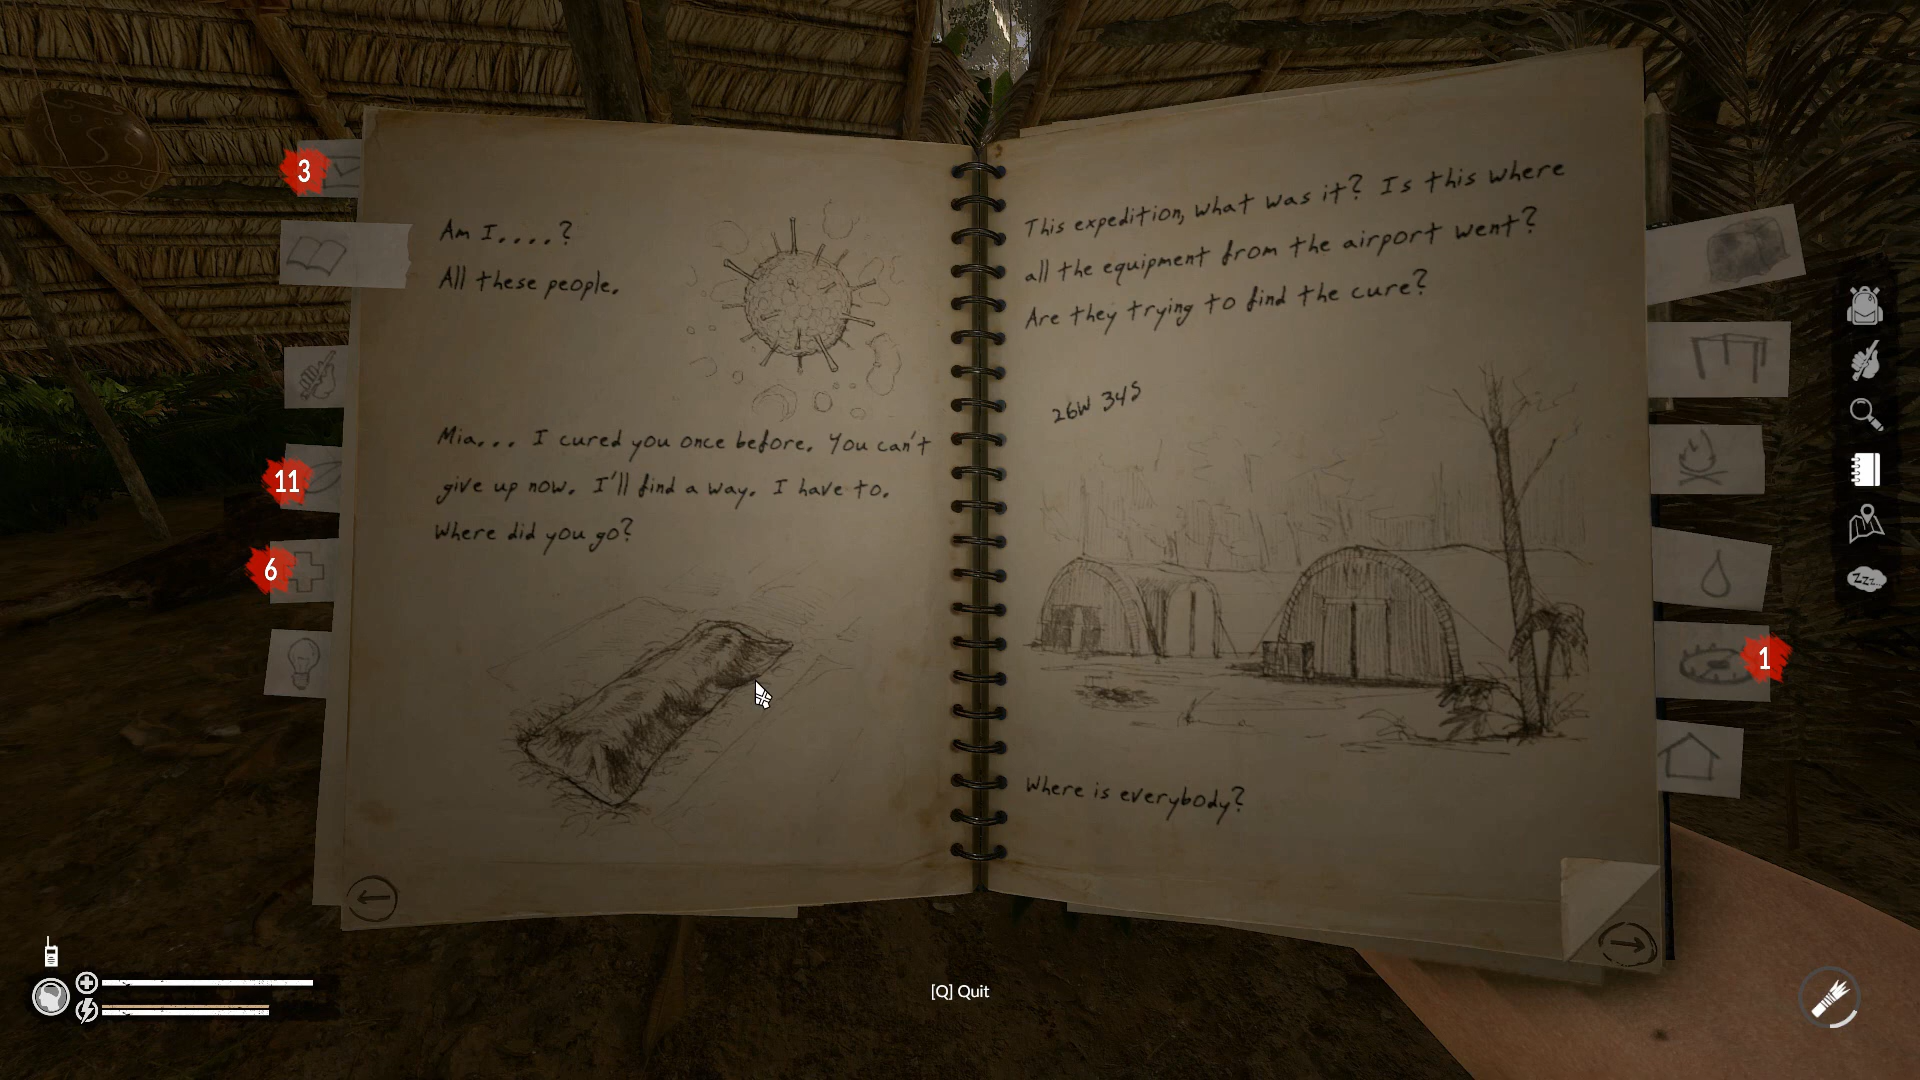 3
11
6
Am I....?
All these people.
Mia... I cured you once before. You can't
give up now. I'll find a way. I have to.
Where did you go?
This expedition, what was it? Is this where
all the equipment from the airport went?
Are they trying to find the cure?
26W 34S
Where is everybody?
1
ZZZ...
[Q] Quit